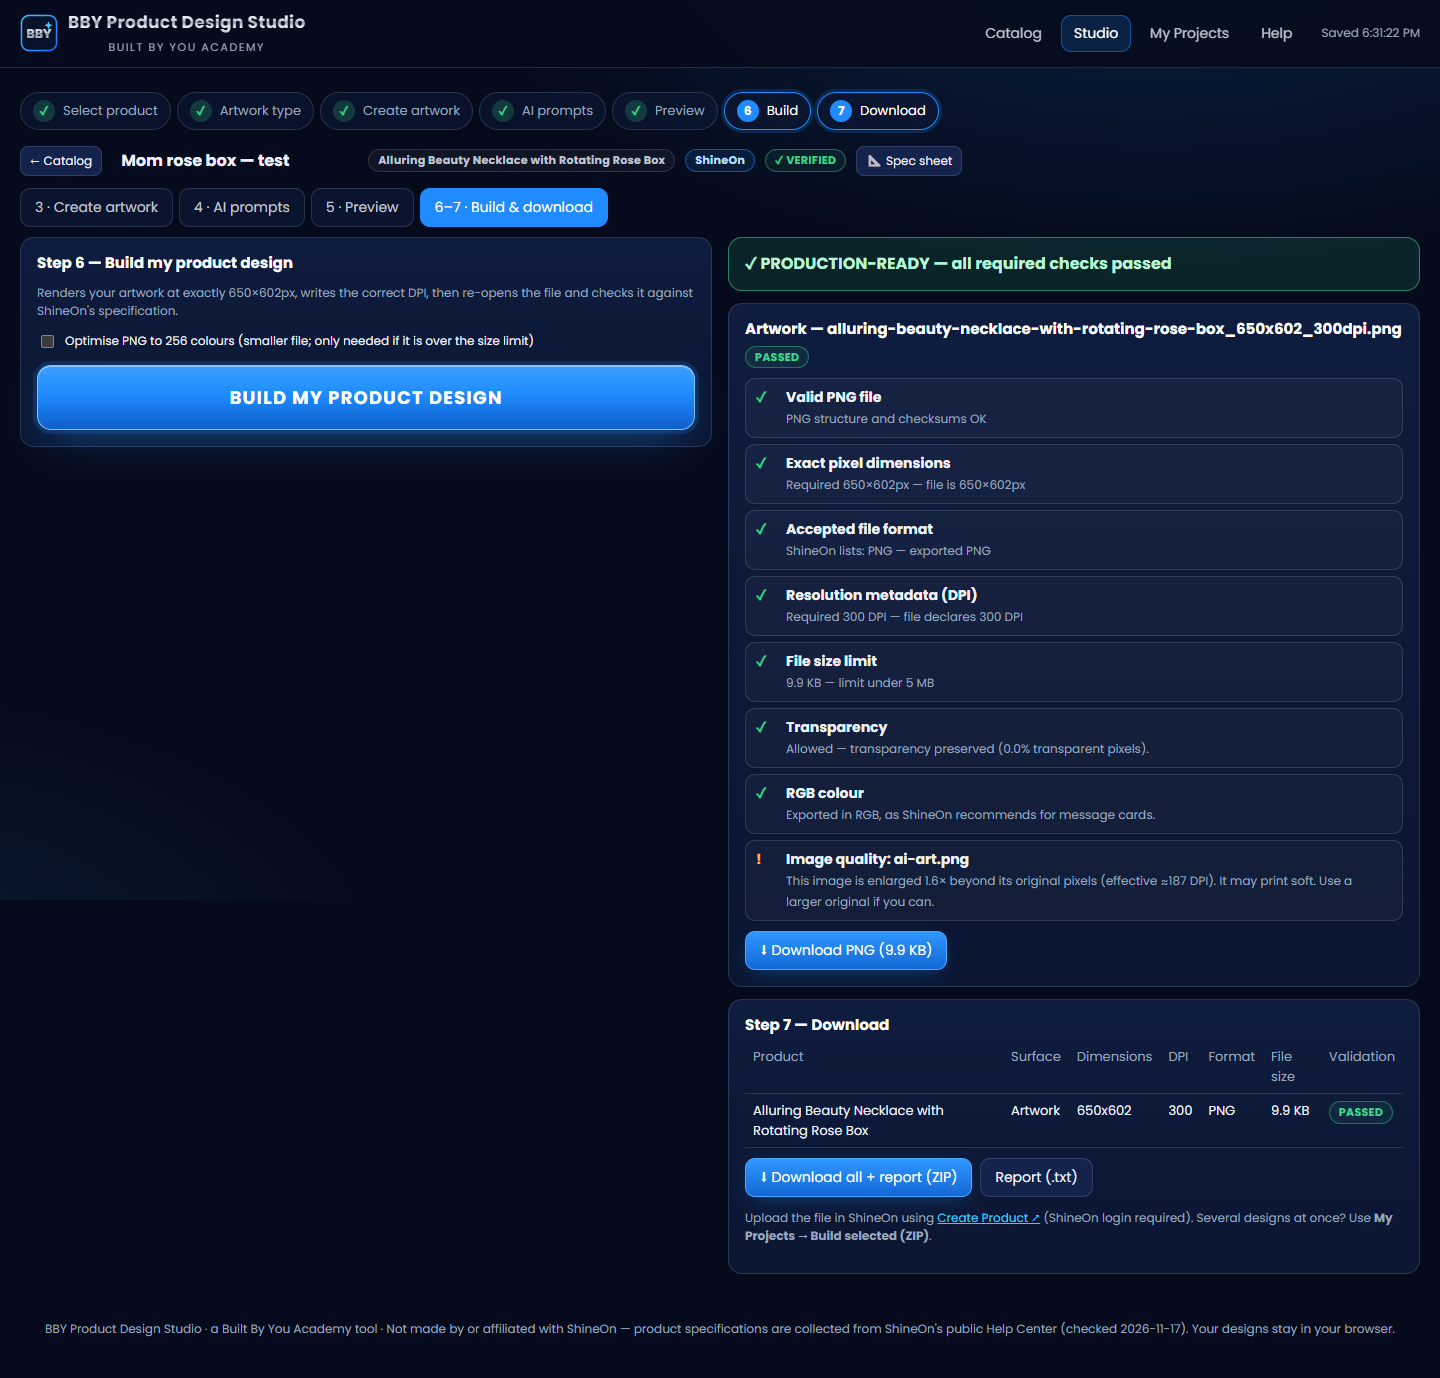 BBY
BBY Product Design Studio
BUILT BY YOU ACADEMY
Catalog
Studio
My Projects
Help
Saved 6:31:22 PM
✓ Select product
✓ Artwork type
✓ Create artwork
✓ AI prompts
✓ Preview
6 Build
7 Download
← Catalog
Mom rose box — test
Alluring Beauty Necklace with Rotating Rose Box
ShineOn
✓ VERIFIED
📐 Spec sheet
3 · Create artwork
4 · AI prompts
5 · Preview
6–7 · Build & download
Step 6 — Build my product design
Renders your artwork at exactly 650×602px, writes the correct DPI, then re-opens the file and checks it against
ShineOn's specification.
Optimise PNG to 256 colours (smaller file; only needed if it is over the size limit)
BUILD MY PRODUCT DESIGN
✓ PRODUCTION-READY — all required checks passed
Artwork — alluring-beauty-necklace-with-rotating-rose-box_650x602_300dpi.png
PASSED
✓ Valid PNG file
PNG structure and checksums OK
✓ Exact pixel dimensions
Required 650×602px — file is 650×602px
✓ Accepted file format
ShineOn lists: PNG — exported PNG
✓ Resolution metadata (DPI)
Required 300 DPI — file declares 300 DPI
✓ File size limit
9.9 KB — limit under 5 MB
✓ Transparency
Allowed — transparency preserved (0.0% transparent pixels).
✓ RGB colour
Exported in RGB, as ShineOn recommends for message cards.
! Image quality: ai-art.png
This image is enlarged 1.6× beyond its original pixels (effective ≈187 DPI). It may print soft. Use a
larger original if you can.
⬇ Download PNG (9.9 KB)
Step 7 — Download
Product Surface Dimensions DPI Format File size Validation
Alluring Beauty Necklace with Rotating Rose Box Artwork 650x602 300 PNG 9.9 KB PASSED
⬇ Download all + report (ZIP)
Report (.txt)
Upload the file in ShineOn using Create Product ↗ (ShineOn login required). Several designs at once? Use My
Projects → Build selected (ZIP).
BBY Product Design Studio · a Built By You Academy tool · Not made by or affiliated with ShineOn — product specifications are collected from ShineOn's public Help Center (checked 2026-11-17). Your designs stay in your browser.